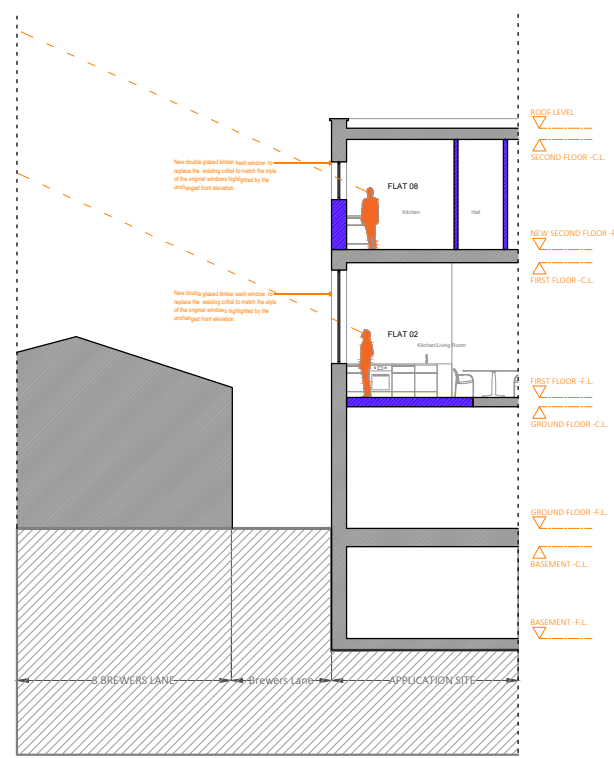 ROOF LEVEL
SECOND FLOOR -C.L.
New double glazed timber sash window to
replace the existing crittal to match the style
of the original windows highlighted by the
unchanged front elevation.
FLAT 08
Kitchen
Hall
NEW SECOND FLOOR -F
FIRST FLOOR -C.L.
New double glazed timber sash window to
replace the existing crittal to match the style
of the original windows highlighted by the
unchanged front elevation.
FLAT 02
Kitchen/Living Room
FIRST FLOOR -F.L.
GROUND FLOOR -C.L.
GROUND FLOOR -F.L.
BASEMENT -C.L.
BASEMENT -F.L.
8 BREWERS LANE
Brewers Lane
APPLICATION SITE